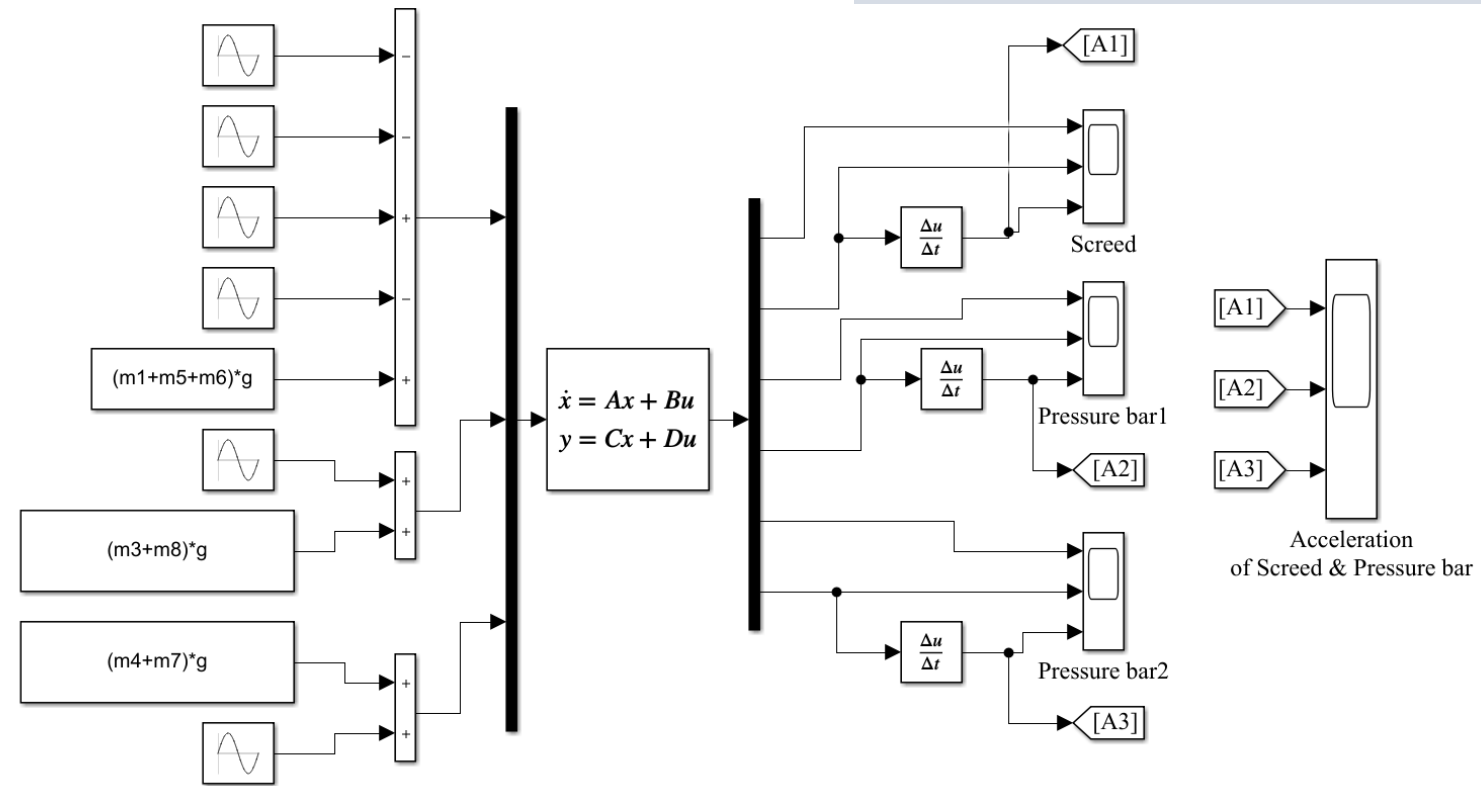 −
−
+
−
(m1+m5+m6)*g
+
+
(m3+m8)*g
+
(m4+m7)*g
+
+
ẋ = Ax + Bu
y = Cx + Du
[A1]
Δu
Δt
Screed
Δu
Δt
Pressure bar1
[A2]
Δu
Δt
Pressure bar2
[A3]
[A1]
[A2]
[A3]
Acceleration
of Screed & Pressure bar